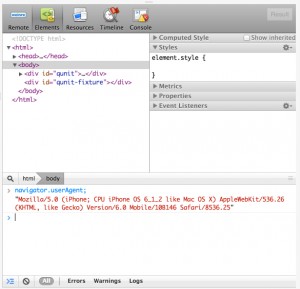 Remote Elements Resources Timeline Console Reset
<!DOCTYPE html>
▼<html>
▶<head>…</head>
▼<body>
▶<div id="qunit">…</div>
<div id="qunit-fixture"></div>
</body>
</html>
▶ Computed Style Show inherited
▼ Styles
element.style {
}
▶ Metrics
▶ Properties
▶ Event Listeners
html body
> navigator.userAgent;
"Mozilla/5.0 (iPhone; CPU iPhone OS 6_1_2 like Mac OS X) AppleWebKit/536.26
(KHTML, like Gecko) Version/6.0 Mobile/10B146 Safari/8536.25"
>
All Errors Warnings Logs